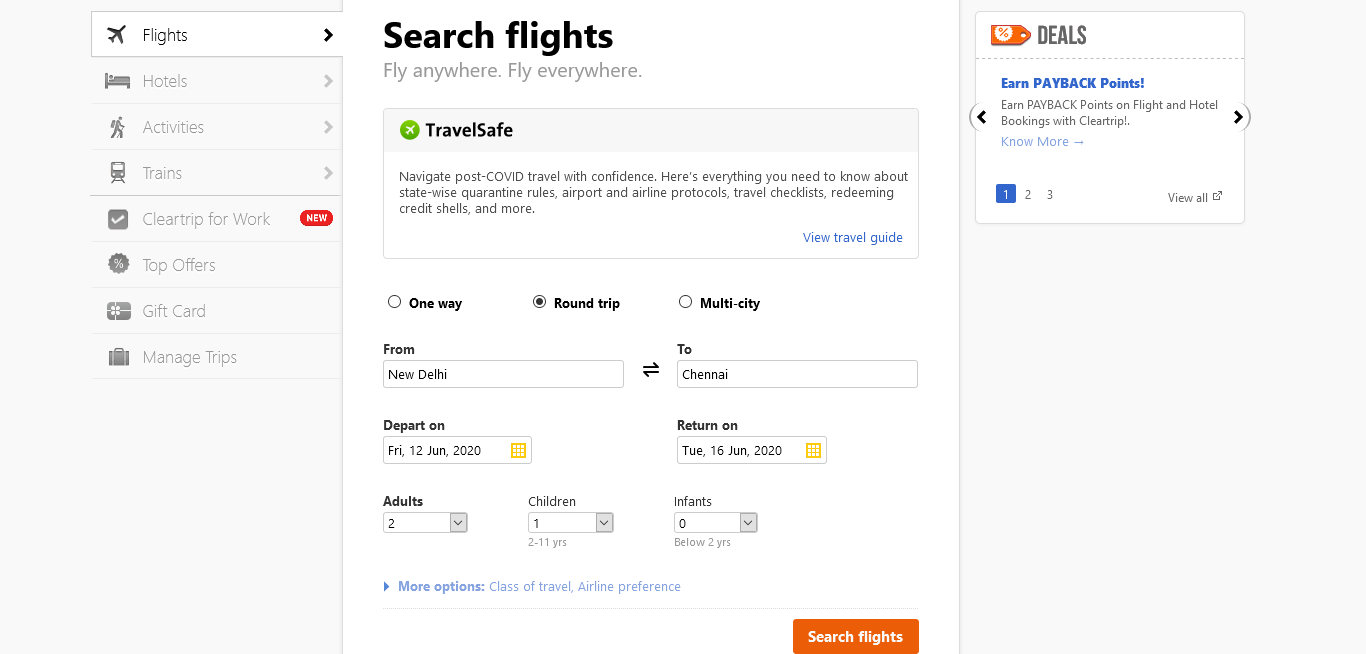 Flights
Hotels
Activities
Trains
Cleartrip for Work NEW
Top Offers
Gift Card
Manage Trips
Search flights
Fly anywhere. Fly everywhere.
TravelSafe
Navigate post-COVID travel with confidence. Here's everything you need to know about
state-wise quarantine rules, airport and airline protocols, travel checklists, redeeming
credit shells, and more.
View travel guide
One way Round trip Multi-city
From To
New Delhi Chennai
Depart on Return on
Fri, 12 Jun, 2020 Tue, 16 Jun, 2020
Adults Children Infants
2 1 0
2-11 yrs Below 2 yrs
More options: Class of travel, Airline preference
Search flights
% DEALS
Earn PAYBACK Points!
Earn PAYBACK Points on Flight and Hotel
Bookings with Cleartrip!.
Know More →
1 2 3 View all